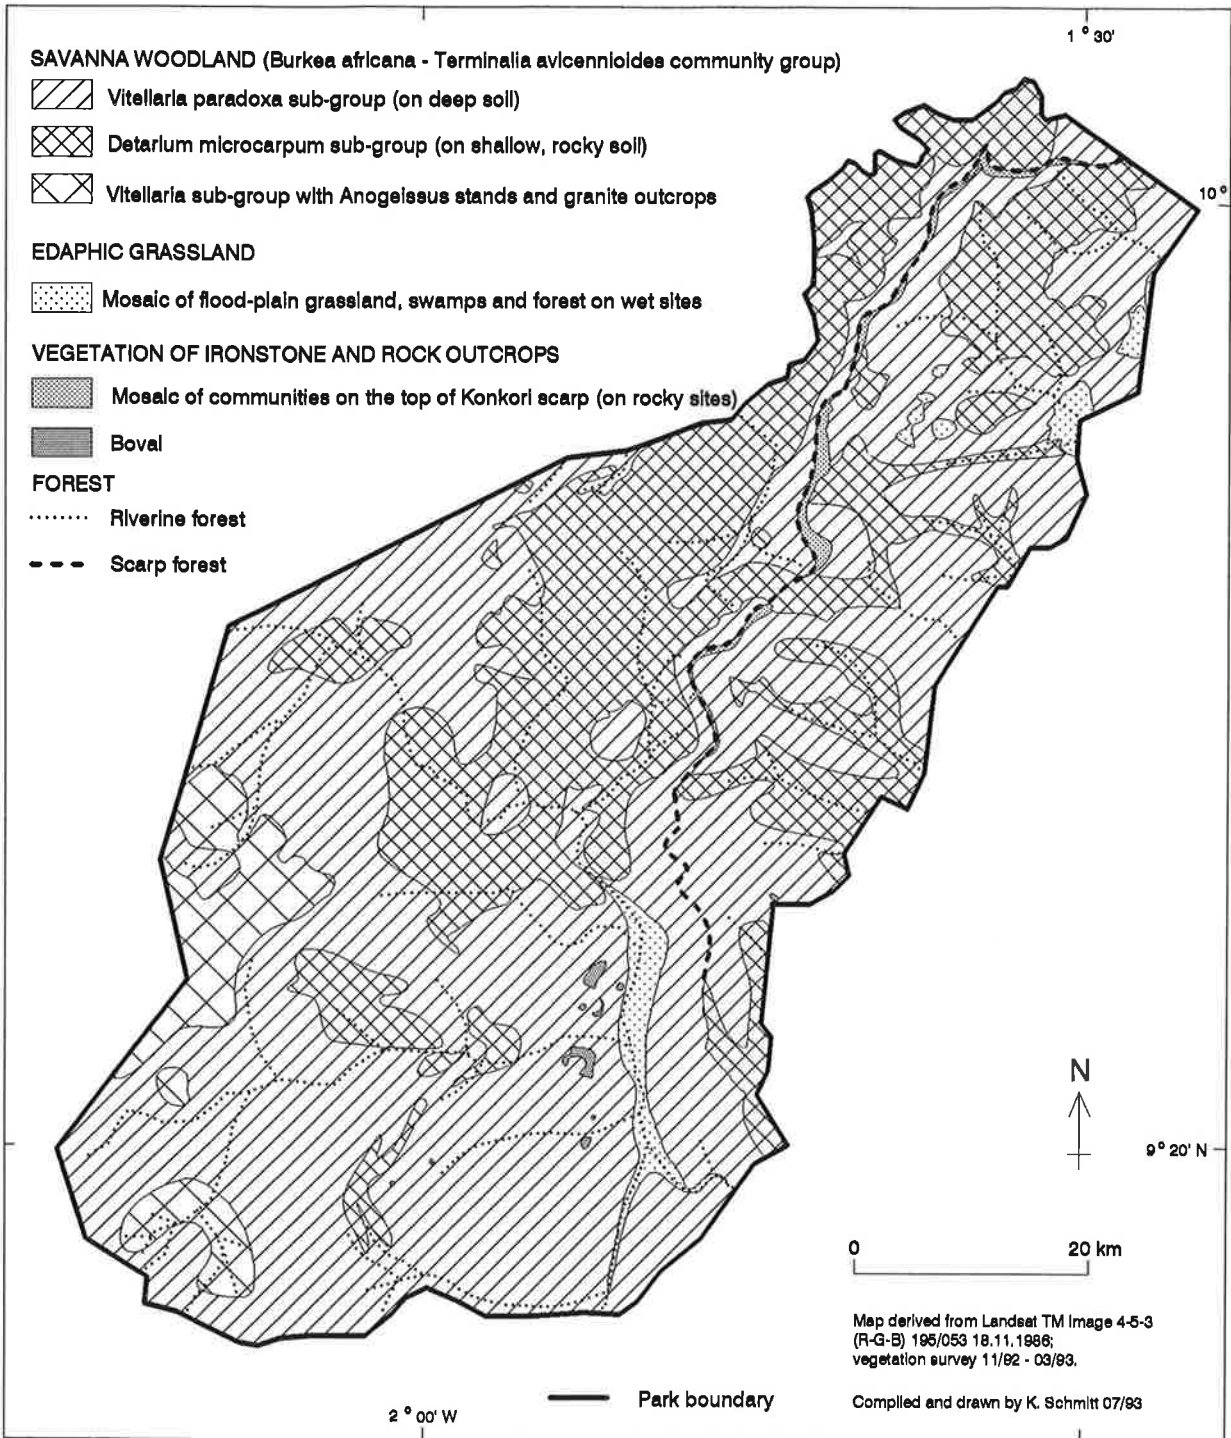 1 ° 30'
SAVANNA WOODLAND (Burkea africana - Terminalia avicennioides community group)
Vitellaria paradoxa sub-group (on deep soil)
Detarium microcarpum sub-group (on shallow, rocky soil)
Vitellaria sub-group with Anogeissus stands and granite outcrops
10 °
EDAPHIC GRASSLAND
Mosaic of flood-plain grassland, swamps and forest on wet sites
VEGETATION OF IRONSTONE AND ROCK OUTCROPS
Mosaic of communities on the top of Konkori scarp (on rocky sites)
Boval
FOREST
Riverine forest
Scarp forest
N
9 ° 20' N
0 20 km
Map derived from Landsat TM Image 4-5-3
(R-G-B) 195/053 18.11.1986;
vegetation survey 11/92 - 03/93.
Park boundary
Compiled and drawn by K. Schmitt 07/93
2 ° 00' W